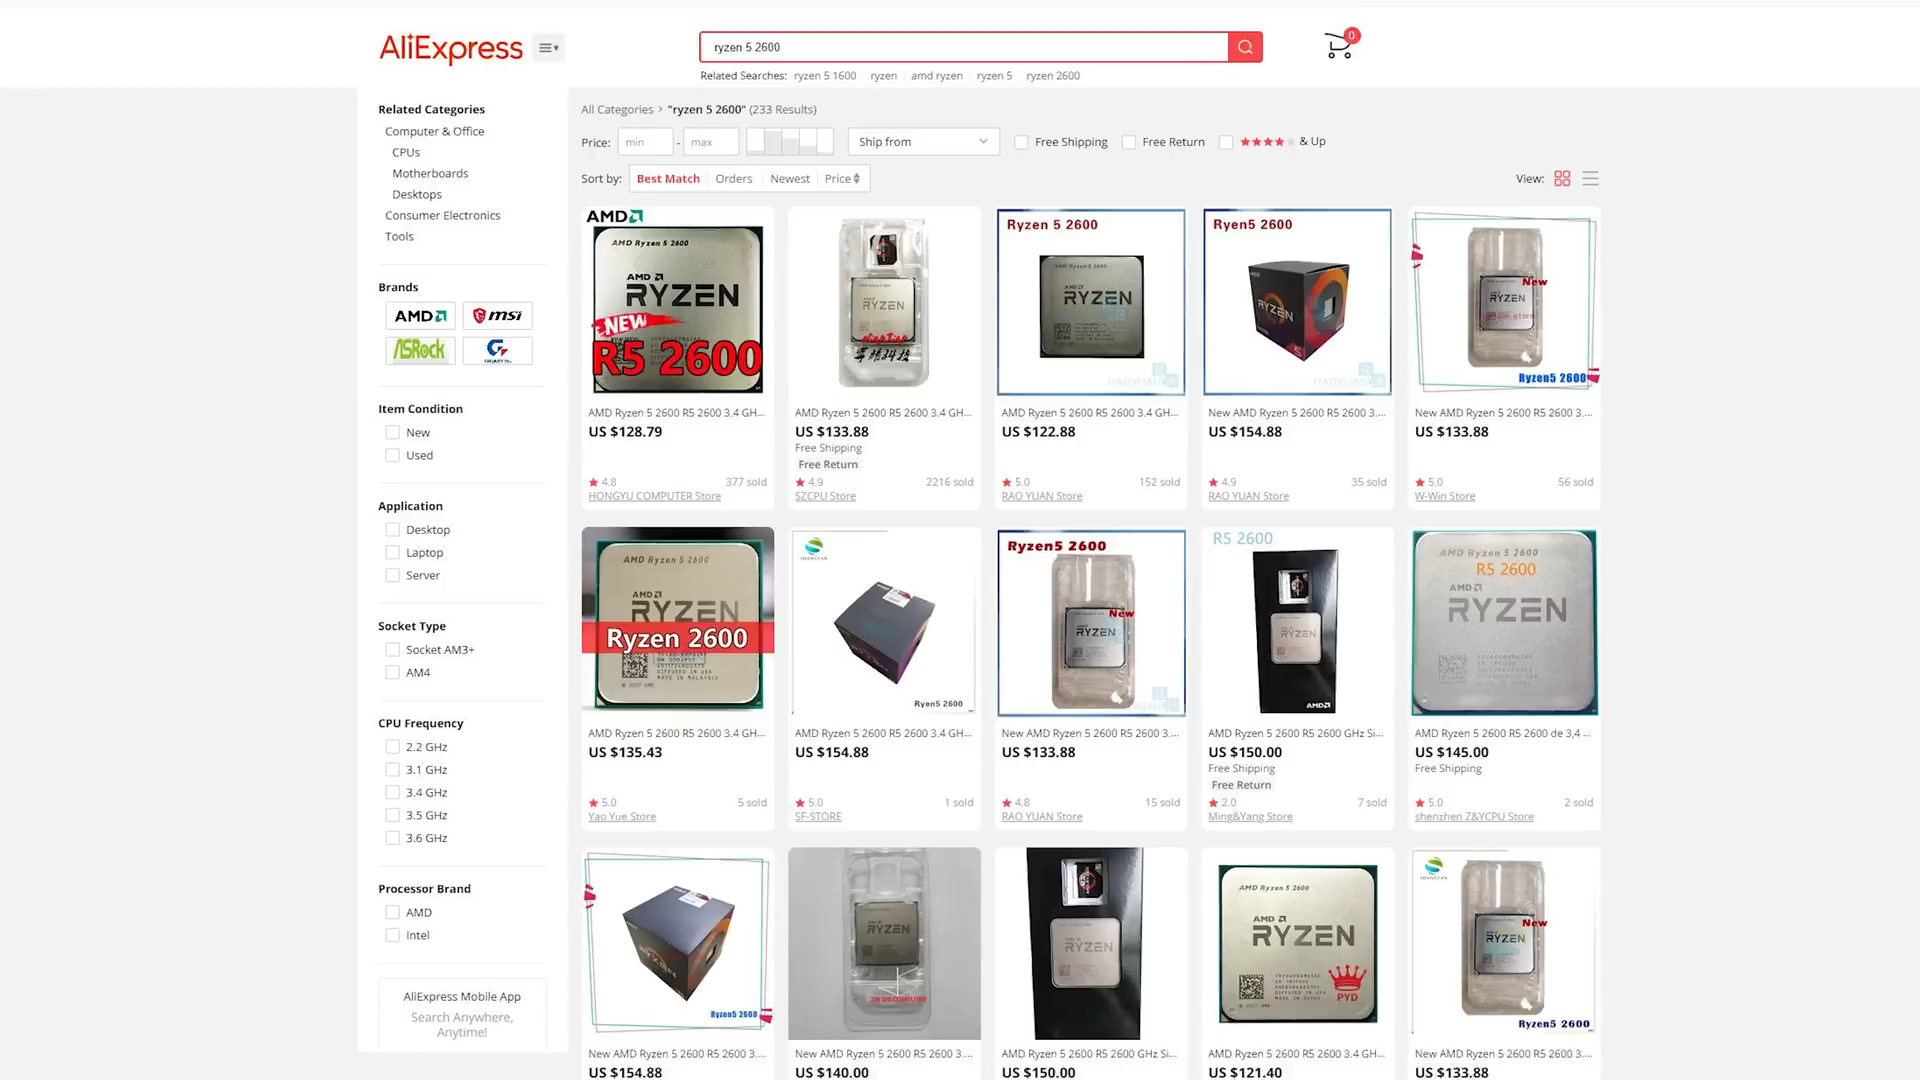 AliExpress
ryzen 5 2600
0
Related Searches: ryzen 5 1600 ryzen amd ryzen ryzen 5 ryzen 2600
Related Categories
Computer & Office
CPUs
Motherboards
Desktops
Consumer Electronics
Tools
Brands
AMD
msi
ASRock
GIGABYTE
Item Condition
New
Used
Application
Desktop
Laptop
Server
Socket Type
Socket AM3+
AM4
CPU Frequency
2.2 GHz
3.1 GHz
3.4 GHz
3.5 GHz
3.6 GHz
Processor Brand
AMD
Intel
AliExpress Mobile App
Search Anywhere,
Anytime!
All Categories > "ryzen 5 2600" (233 Results)
Price: min - max Ship from Free Shipping Free Return & Up
Sort by: Best Match Orders Newest Price
View:
AMD
AMD Ryzen 5 2600
AMD
RYZEN
NEW
R5 2600
AMD Ryzen 5 2600 R5 2600 3.4 GH...
US $128.79
4.8 377 sold
HONGYU COMPUTER Store
RYZEN
AMD Ryzen 5 2600 R5 2600 3.4 GH...
US $133.88
Free Shipping
Free Return
4.9 2216 sold
SZCPU Store
Ryzen 5 2600
AMD Ryzen 5 2600
AMD
RYZEN
AMD Ryzen 5 2600 R5 2600 3.4 GH...
US $122.88
5.0 152 sold
RAO YUAN Store
Ryen5 2600
RYZEN
New AMD Ryzen 5 2600 R5 2600 3....
US $154.88
4.9 35 sold
RAO YUAN Store
New
RYZEN
Ryzen5 2600
New AMD Ryzen 5 2600 R5 2600 3....
US $133.88
5.0 56 sold
W-Win Store
AMD Ryzen 5 2600
AMD
RYZEN
Ryzen 2600
DIFFUSED IN USA
MADE IN MALAYSIA
© 2017 AMD
AMD Ryzen 5 2600 R5 2600 3.4 GH...
US $135.43
5.0 5 sold
Yao Yue Store
Ryen5 2600
AMD Ryzen 5 2600 R5 2600 3.4 GH...
US $154.88
5.0 1 sold
SF-STORE
Ryzen5 2600
New
RYZEN
New AMD Ryzen 5 2600 R5 2600 3....
US $133.88
4.8 15 sold
RAO YUAN Store
R5 2600
RYZEN
AMD
AMD Ryzen 5 2600 R5 2600 GHz Si...
US $150.00
Free Shipping
Free Return
2.0 7 sold
Ming&Yang Store
AMD Ryzen 5 2600
R5 2600
AMD
RYZEN
AMD Ryzen 5 2600 R5 2600 de 3,4 ...
US $145.00
Free Shipping
5.0 2 sold
shenzhen Z&YCPU Store
RYZEN
Ryzen5 2600
New AMD Ryzen 5 2600 R5 2600 3....
US $154.88
RYZEN
New AMD Ryzen 5 2600 R5 2600 3....
US $140.00
RYZEN
AMD Ryzen 5 2600 R5 2600 GHz Si...
US $150.00
AMD Ryzen 5 2600
AMD
RYZEN
PYD
AMD Ryzen 5 2600 R5 2600 3.4 GH...
US $121.40
New
RYZEN
Ryzen5 2600
New AMD Ryzen 5 2600 R5 2600 3....
US $133.88